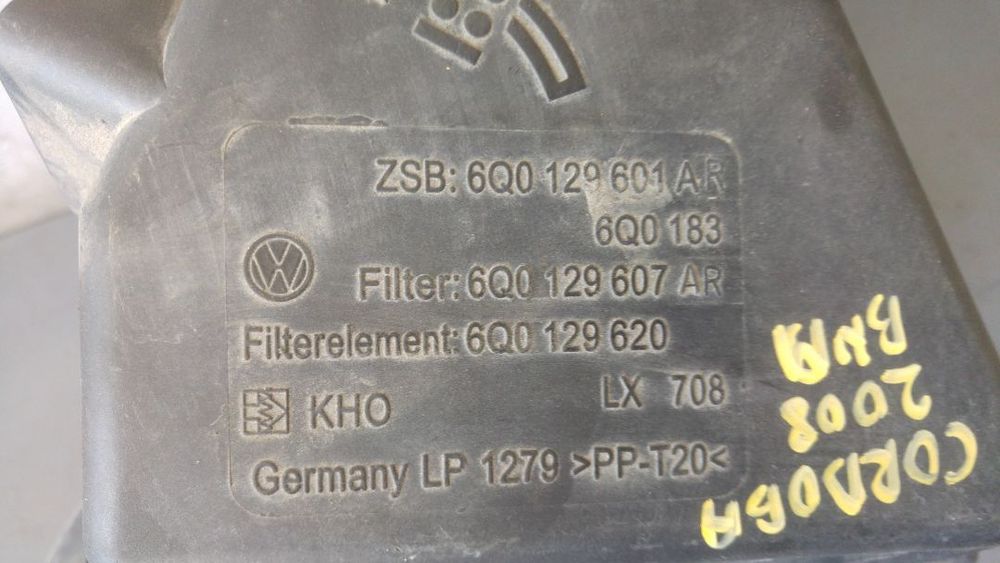 ZSB: 6Q0 129 601 AR
6Q0 183
Filter: 6Q0 129 607 AR
Filterelement: 6Q0 129 620
KHO LX 708
Germany LP 1279 >PP-T20<
CORDOBA
2008